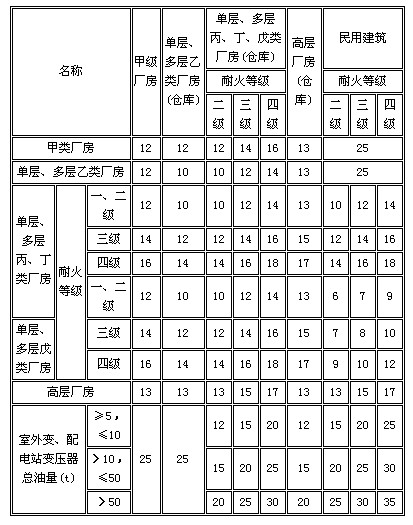 名称 甲级厂房 单层、多层乙类厂房(仓库) 单层、多层丙、丁、戊类厂房(仓库) 高层厂房(仓库) 民用建筑
耐火等级 耐火等级
二级 三级 四级 二级 三级 四级
甲类厂房 12 12 12 14 16 13 25
单层、多层乙类厂房 12 10 10 12 14 13 25
单层、多层丙、丁类厂房 耐火等级 一、二级 12 10 10 12 14 13 10 12 14
三级 14 12 12 14 16 15 12 14 16
四级 16 14 14 16 18 17 14 16 18
单层、多层戊类厂房 一、二级 12 10 10 12 14 13 6 7 9
三级 14 12 12 14 16 15 7 8 10
四级 16 14 14 16 18 17 9 10 12
高层厂房 13 13 13 15 17 13 13 15 17
室外变、配电站变压器总油量(t) ≥5,≤10 25 25 12 15 20 12 15 20 25
>10,≤50 15 20 25 15 20 25 30
>50 20 25 30 20 25 30 35